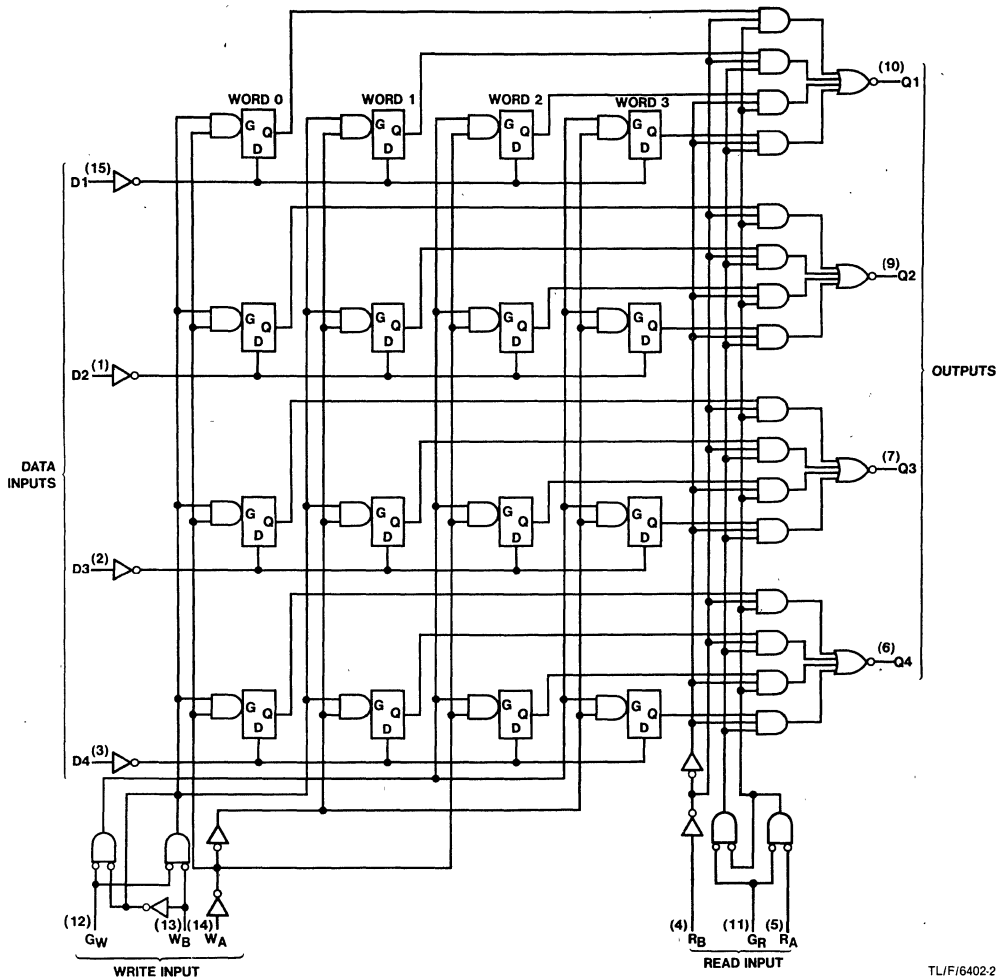 (10)
Q1
WORD 0 WORD 1 WORD 2 WORD 3
G Q D G Q D G Q D G Q D
D1 (15)
(9)
Q2
G Q D G Q D G Q D G Q D
D2 (1)
OUTPUTS
(7)
Q3
DATA
INPUTS
G Q D G Q D G Q D G Q D
D3 (2)
(6)
Q4
G Q D G Q D G Q D G Q D
D4 (3)
(12) (13) (14) (4) (11) (5)
GW WB WA RB GR RA
WRITE INPUT READ INPUT
TL/F/6402-2